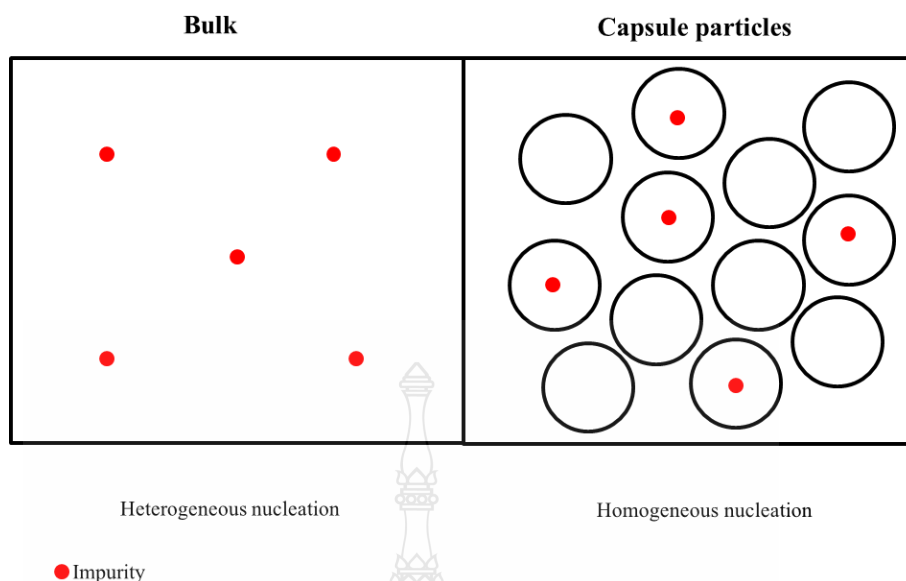 Bulk
Capsule particles
Heterogeneous nucleation
Homogeneous nucleation
Impurity